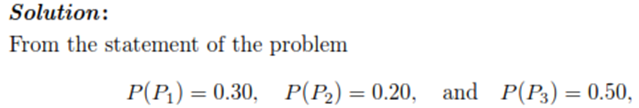 Solution:
From the statement of the problem
P(P₁) = 0.30, P(P₂) = 0.20, and P(P₃) = 0.50,